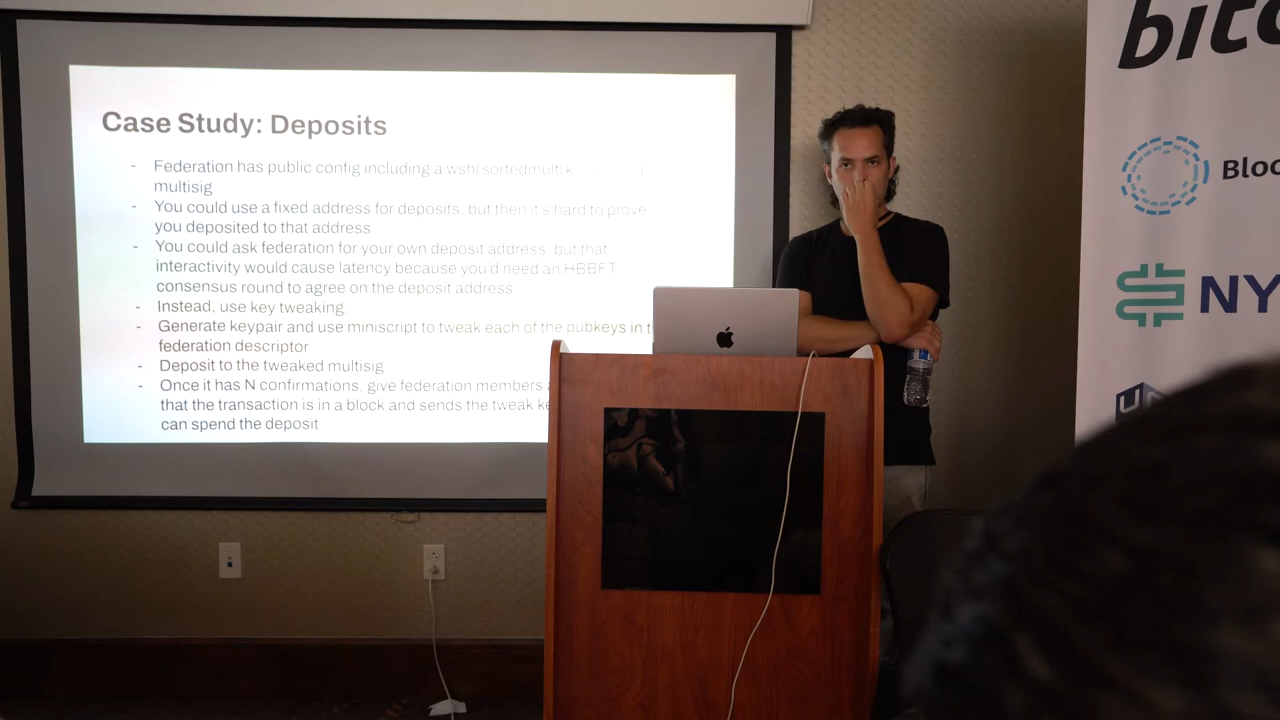 Case Study: Deposits
- Federation has public config including a wsh(sortedmulti
multisig
- You could use a fixed address for deposits, but then it's hard to prove
you deposited to that address
- You could ask federation for your own deposit address, but that
interactivity would cause latency because you'd need an HBBFT
consensus round to agree on the deposit address
- Instead, use key tweaking.
- Generate keypair and use miniscript to tweak each of the pubkeys in
federation descriptor
- Deposit to the tweaked multisig
- Once it has N confirmations, give federation members
that the transaction is in a block and sends the tweak
can spend the deposit
bitc
Bloc
NY